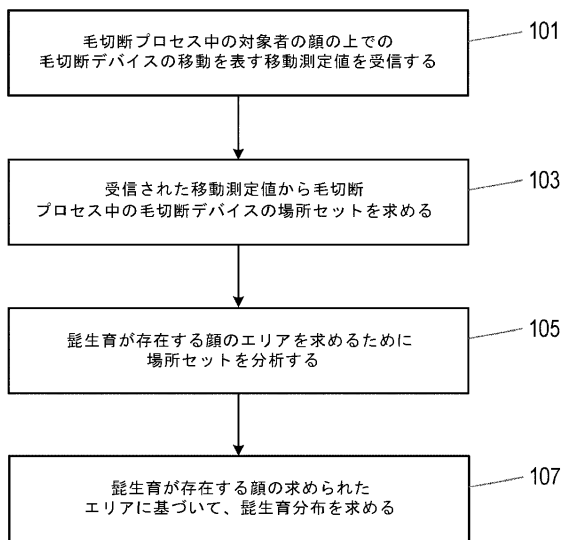 毛切断プロセス中の対象者の顔の上での
毛切断デバイスの移動を表す移動測定値を受信する
101
受信された移動測定値から毛切断
プロセス中の毛切断デバイスの場所セットを求める
103
髭生育が存在する顔のエリアを求めるために
場所セットを分析する
105
髭生育が存在する顔の求められた
エリアに基づいて、髭生育分布を求める
107